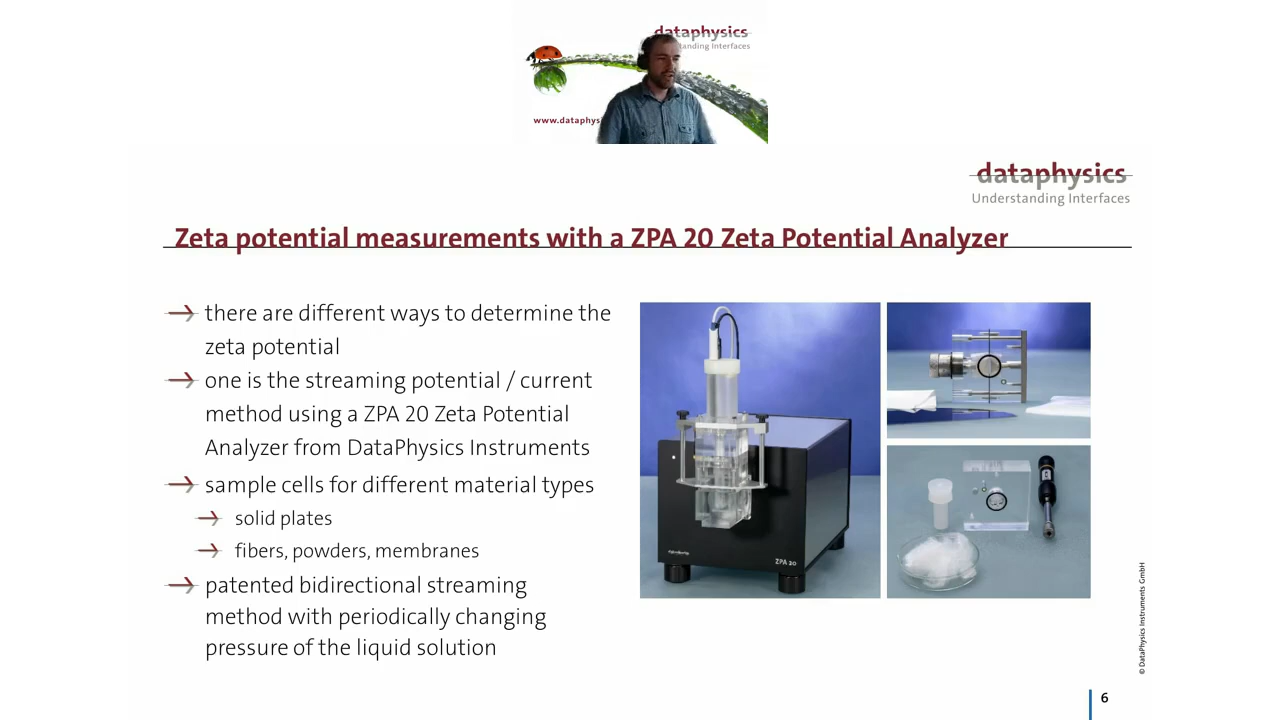 dataphysics
tanding Interfaces
www.dataphys
dataphysics
Understanding Interfaces
Zeta potential measurements with a ZPA 20 Zeta Potential Analyzer
there are different ways to determine the
zeta potential
one is the streaming potential / current
method using a ZPA 20 Zeta Potential
Analyzer from DataPhysics Instruments
sample cells for different material types
solid plates
fibers, powders, membranes
patented bidirectional streaming
method with periodically changing
pressure of the liquid solution
ZPA 20
© DataPhysics Instruments GmbH
6